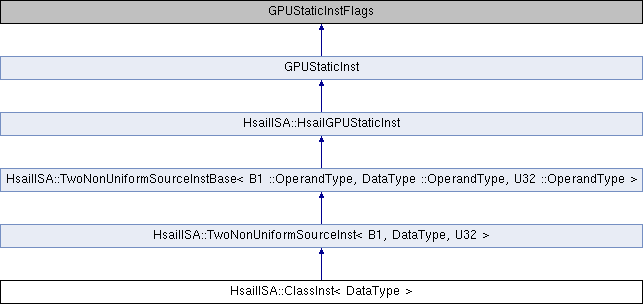 GPUStaticInstFlags
GPUStaticInst
HsailISA::HsailGPUStaticInst
HsailISA::TwoNonUniformSourceInstBase< B1 ::OperandType, DataType ::OperandType, U32 ::OperandType >
HsailISA::TwoNonUniformSourceInst< B1, DataType, U32 >
HsailISA::ClassInst< DataType >